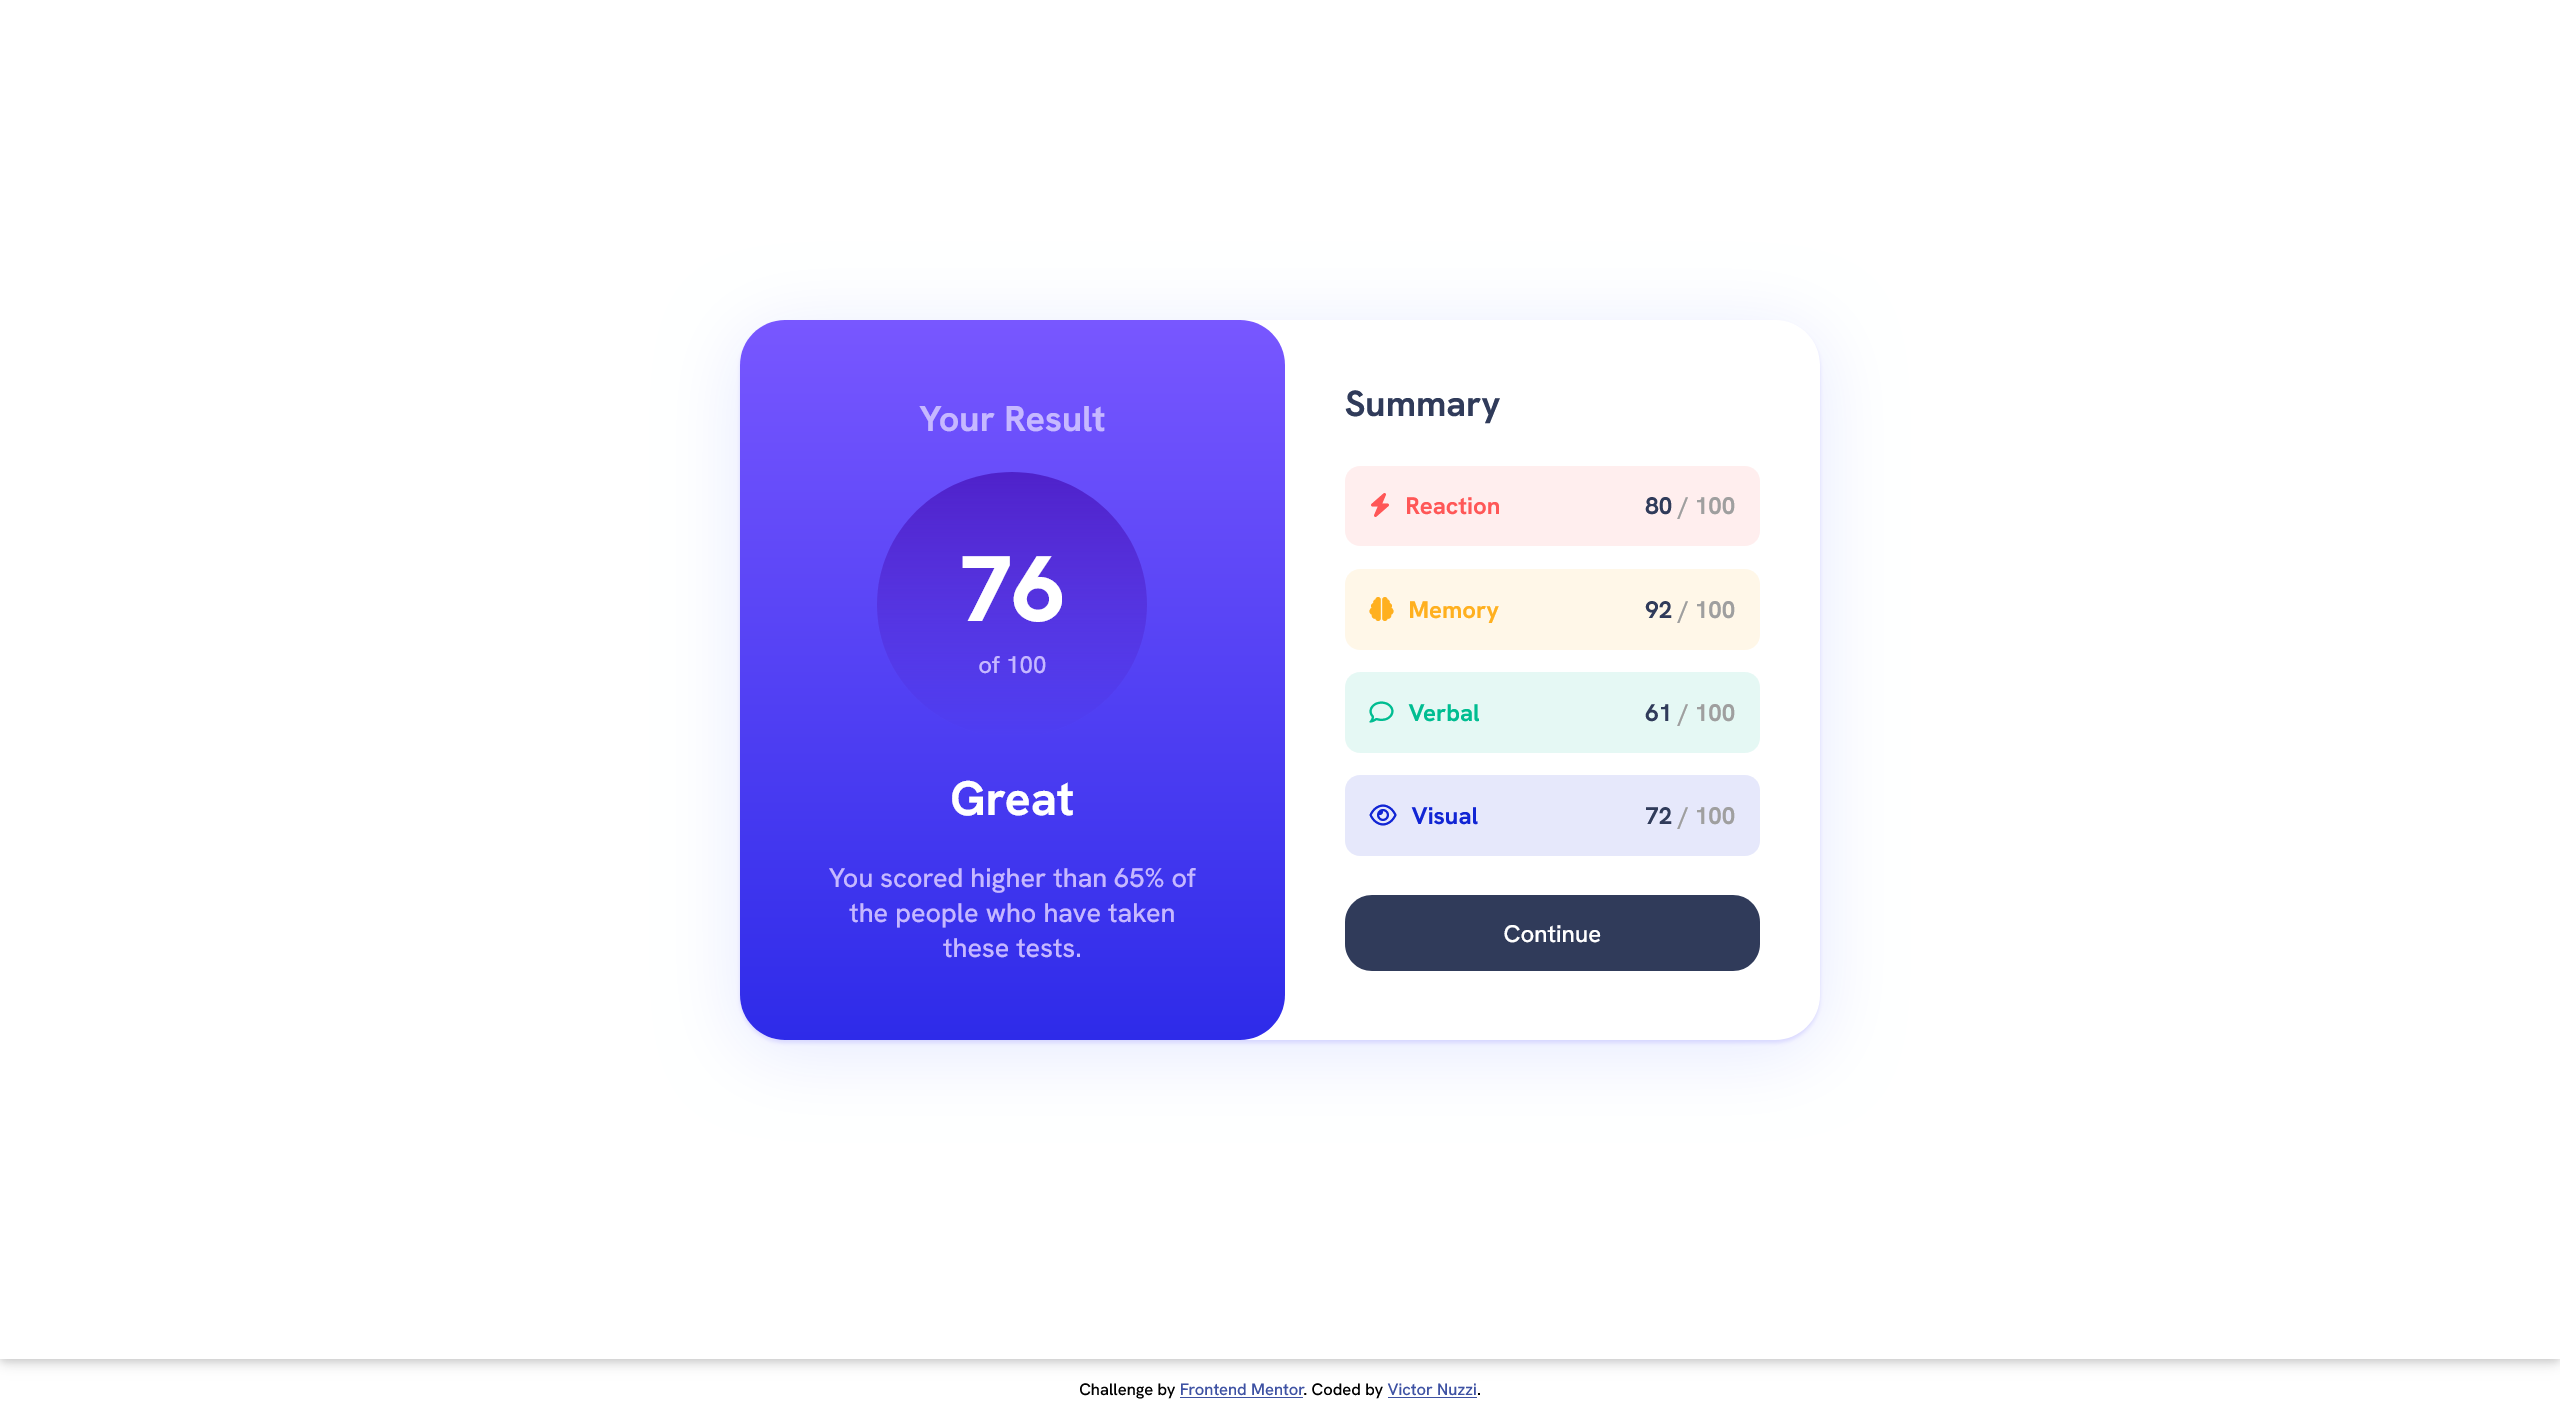 Your Result
76
of 100
Great
You scored higher than 65% of
the people who have taken
these tests.
Summary
Reaction 80 / 100
Memory 92 / 100
Verbal 61 / 100
Visual 72 / 100
Continue
Challenge by Frontend Mentor. Coded by Victor Nuzzi.